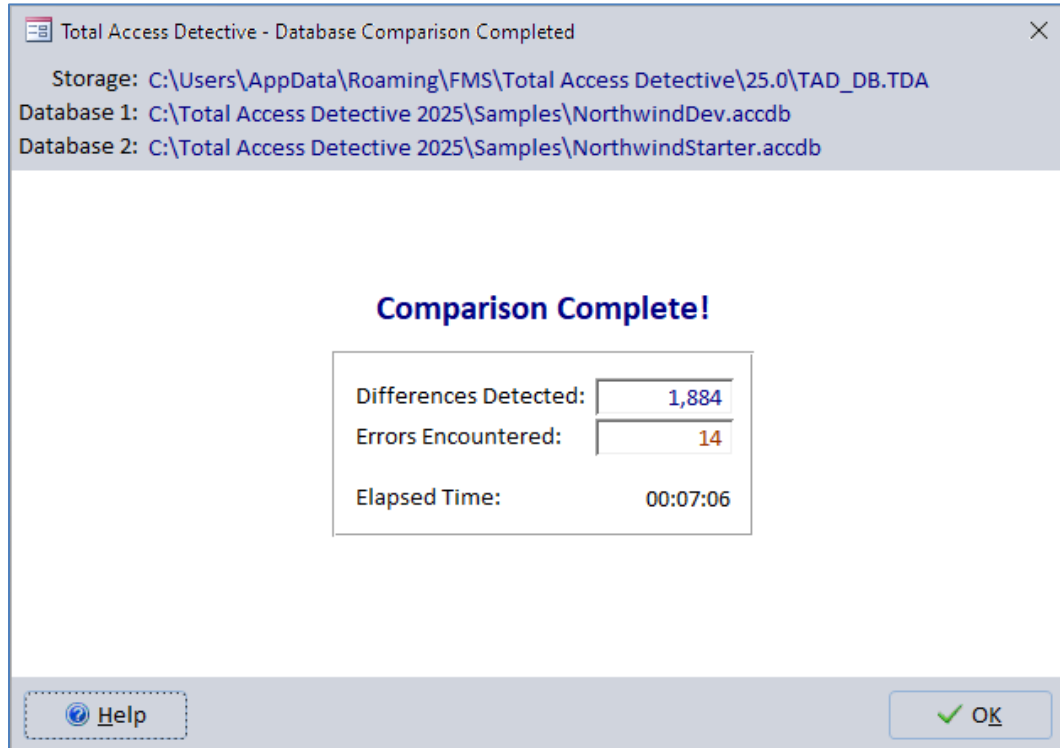 Total Access Detective - Database Comparison Completed
Storage: C:\Users\AppData\Roaming\FMS\Total Access Detective\25.0\TAD_DB.TDA
Database 1: C:\Total Access Detective 2025\Samples\NorthwindDev.accdb
Database 2: C:\Total Access Detective 2025\Samples\NorthwindStarter.accdb
Comparison Complete!
Differences Detected: 1,884
Errors Encountered: 14
Elapsed Time: 00:07:06
Help OK